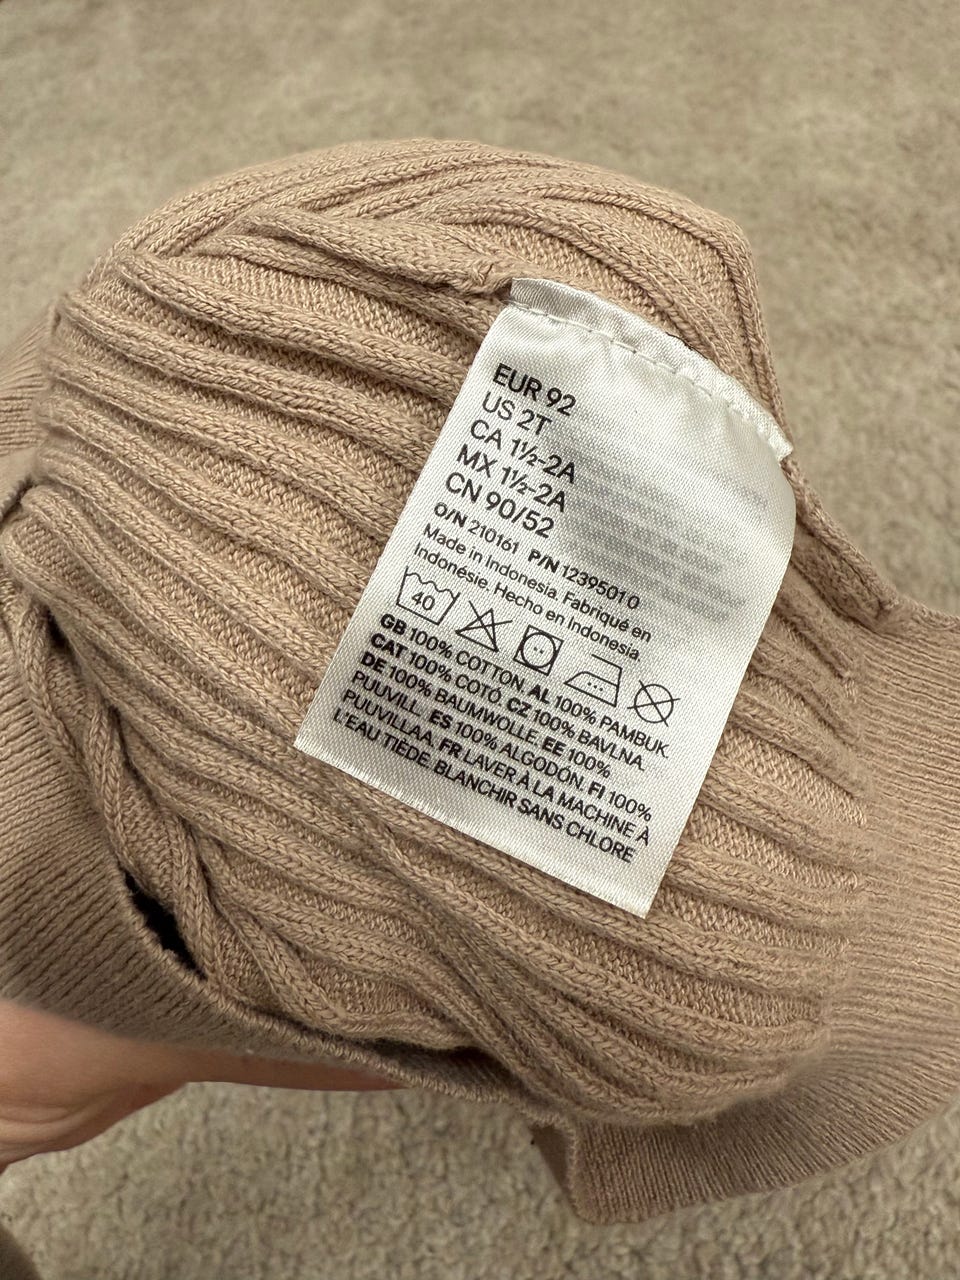 EUR 92
US 2T
CA 1½-2A
MX 1½-2A
CN 90/52
O/N 210161 P/N 12395010
Made in Indonesia. Fabriqué en
Indonésie. Hecho en Indonesia.
40
GB 100% COTTON. AL 100% PAMBUK.
CAT 100% COTÓ. CZ 100% BAVLNA.
DE 100% BAUMWOLLE. EE 100%
PUUVILL. ES 100% ALGODÓN. FI 100%
PUUVILLAA. FR LAVER À LA MACHINE À
L'EAU TIÈDE. BLANCHIR SANS CHLORE